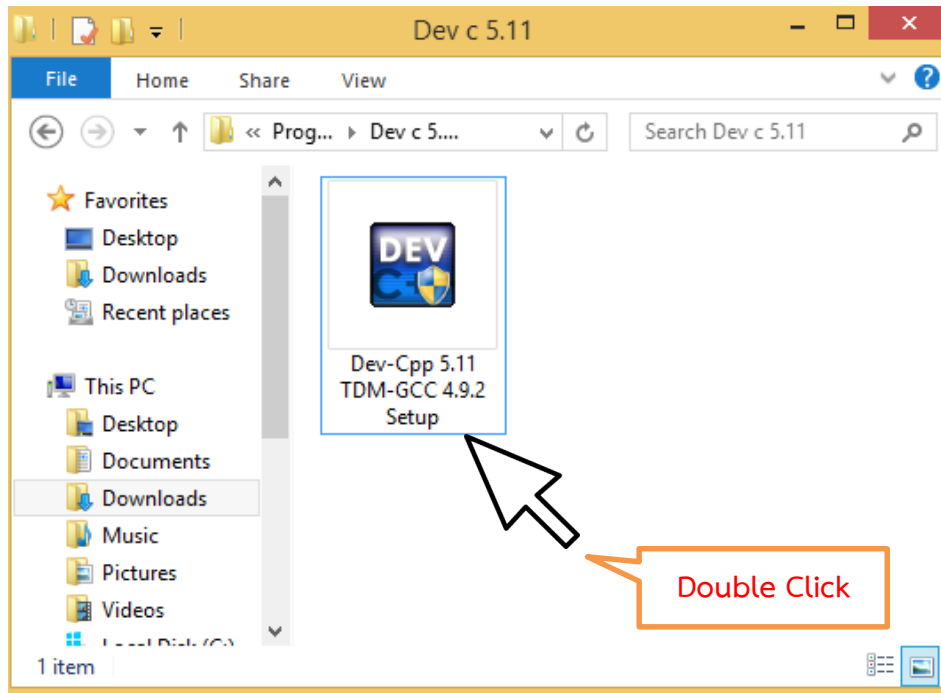 Dev c 5.11
File Home Share View
« Prog... Dev c 5.... Search Dev c 5.11
Favorites
Desktop
Downloads
Recent places
This PC
Desktop
Documents
Downloads
Music
Pictures
Videos
DEV
Dev-Cpp 5.11
TDM-GCC 4.9.2
Setup
Double Click
1 item